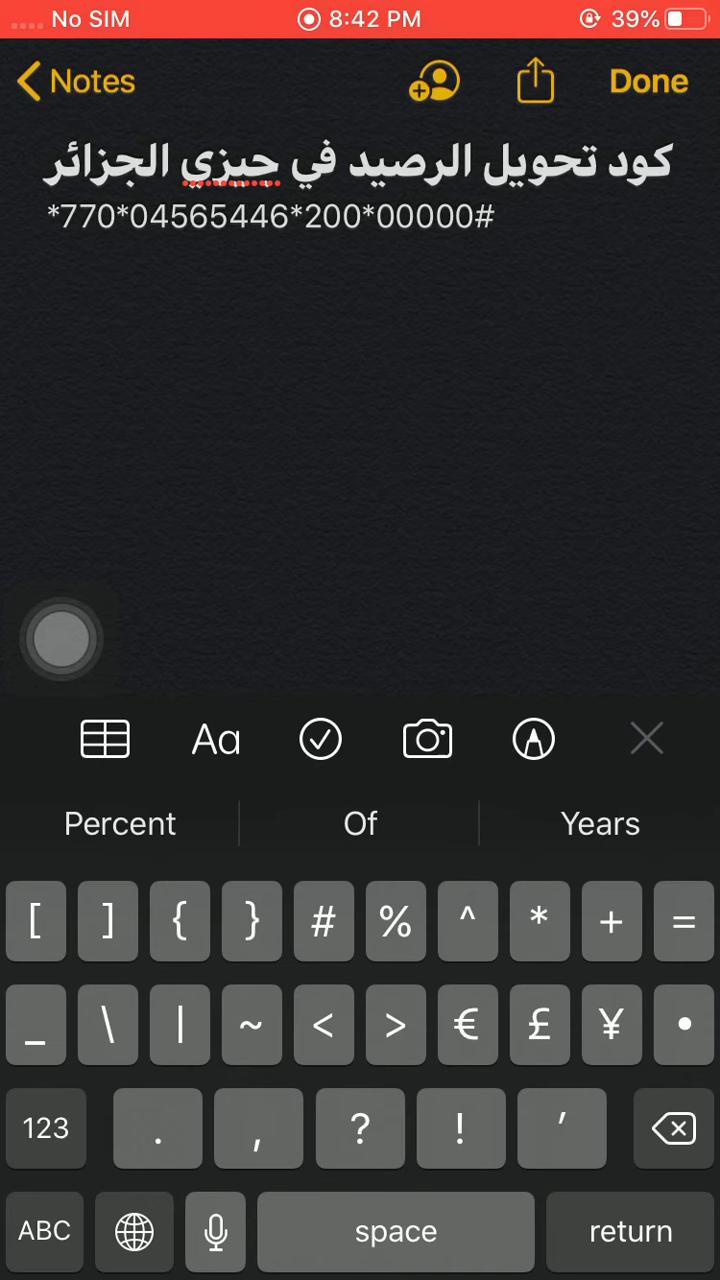 No SIM 8:42 PM 39%
Notes Done
كود تحويل الرصيد في جيزي الجزائر
*770*04565446*200*00000#
Aa
Percent Of Years
[ ] { } # % ^ * + =
_ \ | ~ < > € £ ¥ •
123 . , ? ! ′
ABC space return